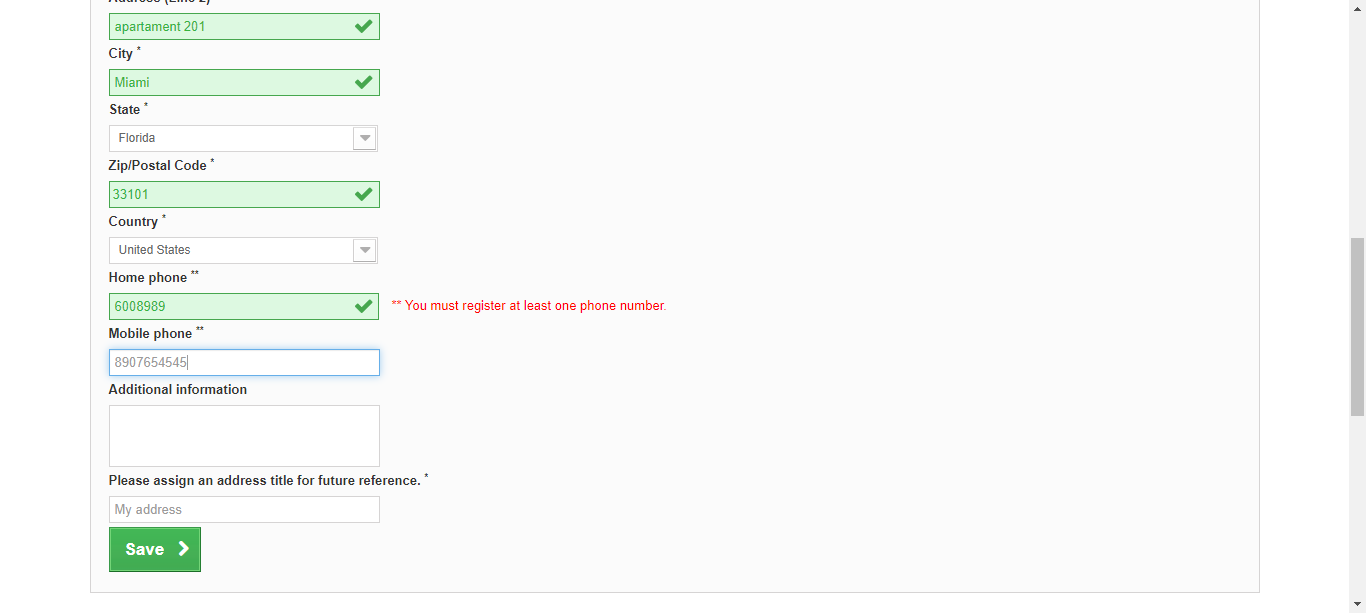 Address (Line 2)
apartament 201
City *
Miami
State *
Florida
Zip/Postal Code *
33101
Country *
United States
Home phone **
6008989
** You must register at least one phone number.
Mobile phone **
8907654545
Additional information
Please assign an address title for future reference. *
My address
Save